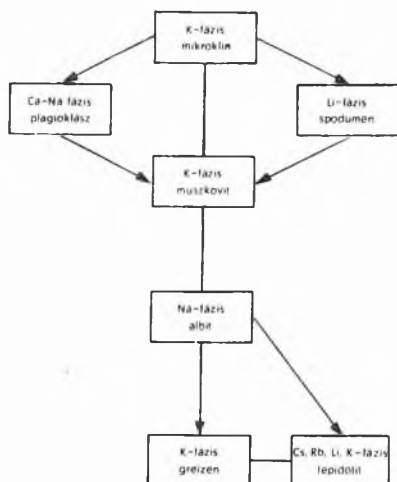 K-fázis
mikroklin
Ca-Na fázis
plagioklász
Li-fázis
spodumen
K-fázis
muszkovit
Na-fázis
albit
K-fázis
greizen
Cs, Rb, Li, K-fázis
lepidolit